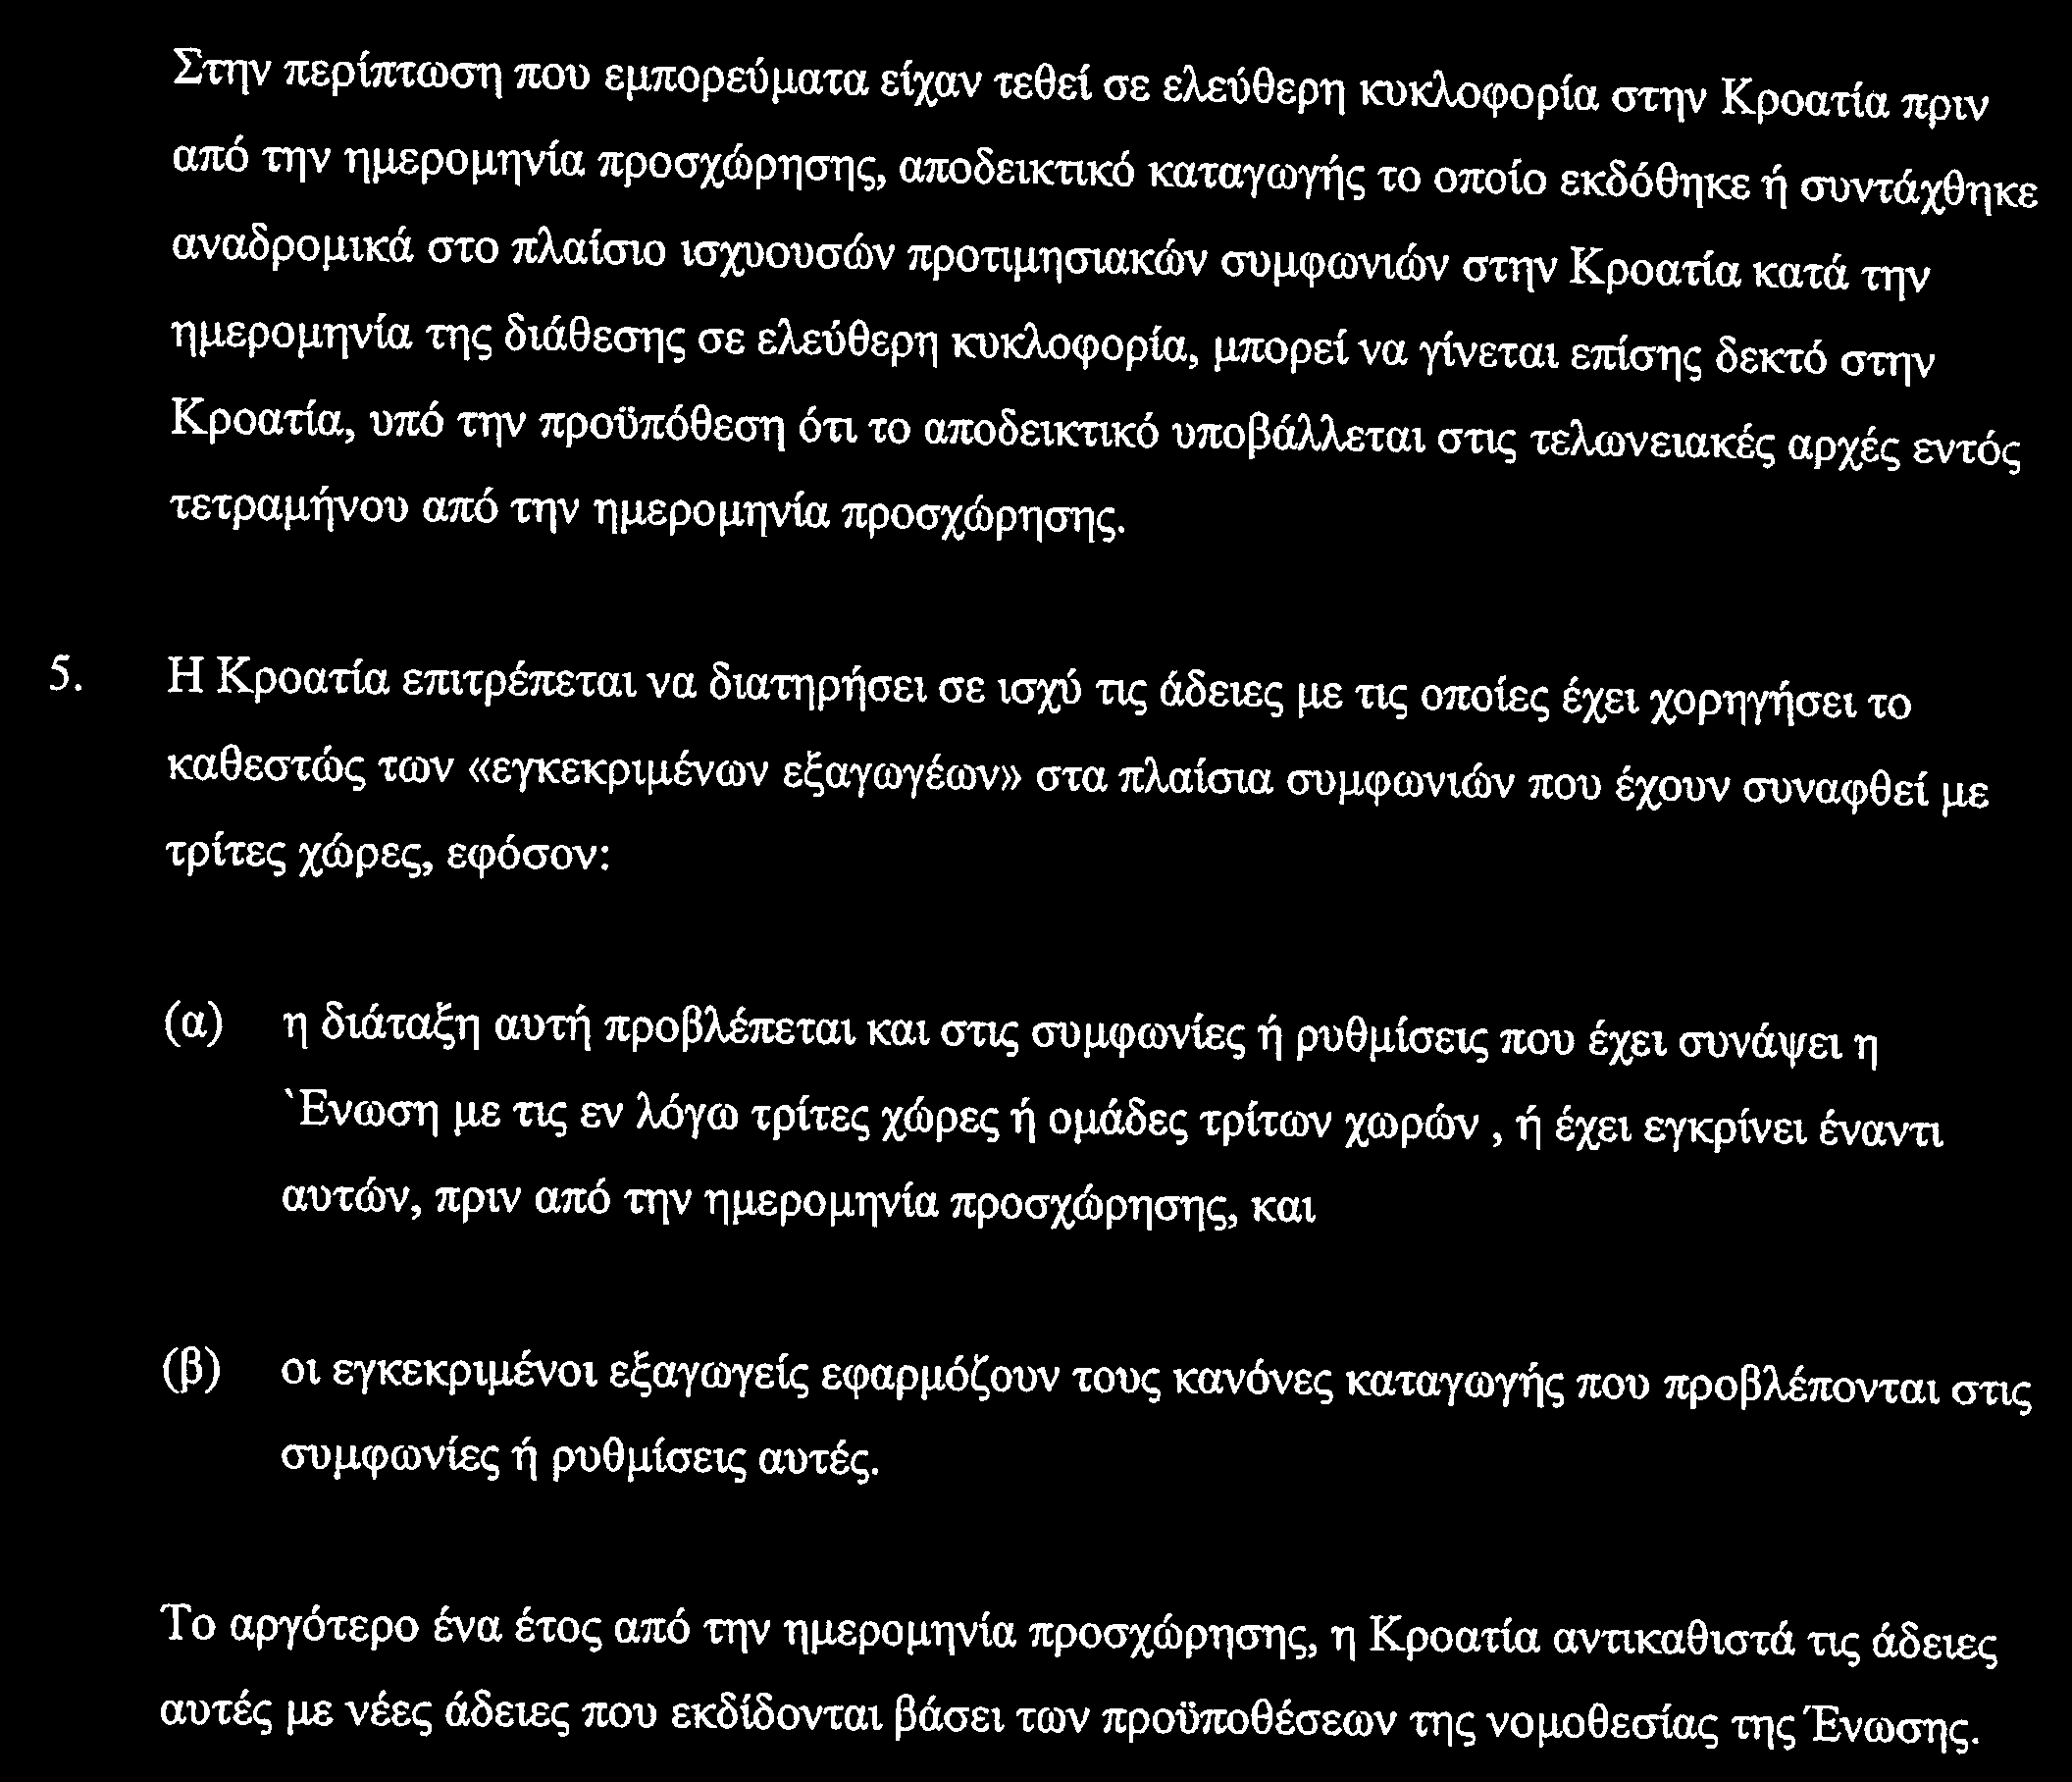 Στην περίπτωση που εμπορεύματα είχαν τεθεί σε ελεύθερη κυκλοφορία στην Κροατία πριν
από την ημερομηνία προσχώρησης, αποδεικτικό καταγωγής το οποίο εκδόθηκε ή συντάχθηκε
αναδρομικά στο πλαίσιο ισχυουσών προτιμησιακών συμφωνιών στην Κροατία κατά την
ημερομηνία της διάθεσης σε ελεύθερη κυκλοφορία, μπορεί να γίνεται επίσης δεκτό στην
Κροατία, υπό την προϋπόθεση ότι το αποδεικτικό υποβάλλεται στις τελωνειακές αρχές εντός
τετραμήνου από την ημερομηνία προσχώρησης.
5. Η Κροατία επιτρέπεται να διατηρήσει σε ισχύ τις άδειες με τις οποίες έχει χορηγήσει το
καθεστώς των «εγκεκριμένων εξαγωγέων» στα πλαίσια συμφωνιών που έχουν συναφθεί με
τρίτες χώρες, εφόσον:
(α) η διάταξη αυτή προβλέπεται και στις συμφωνίες ή ρυθμίσεις που έχει συνάψει η
`Ενωση με τις εν λόγω τρίτες χώρες ή ομάδες τρίτων χωρών , ή έχει εγκρίνει έναντι
αυτών, πριν από την ημερομηνία προσχώρησης, και
(β) οι εγκεκριμένοι εξαγωγείς εφαρμόζουν τους κανόνες καταγωγής που προβλέπονται στις
συμφωνίες ή ρυθμίσεις αυτές.
Το αργότερο ένα έτος από την ημερομηνία προσχώρησης, η Κροατία αντικαθιστά τις άδειες
αυτές με νέες άδειες που εκδίδονται βάσει των προϋποθέσεων της νομοθεσίας της Ένωσης.